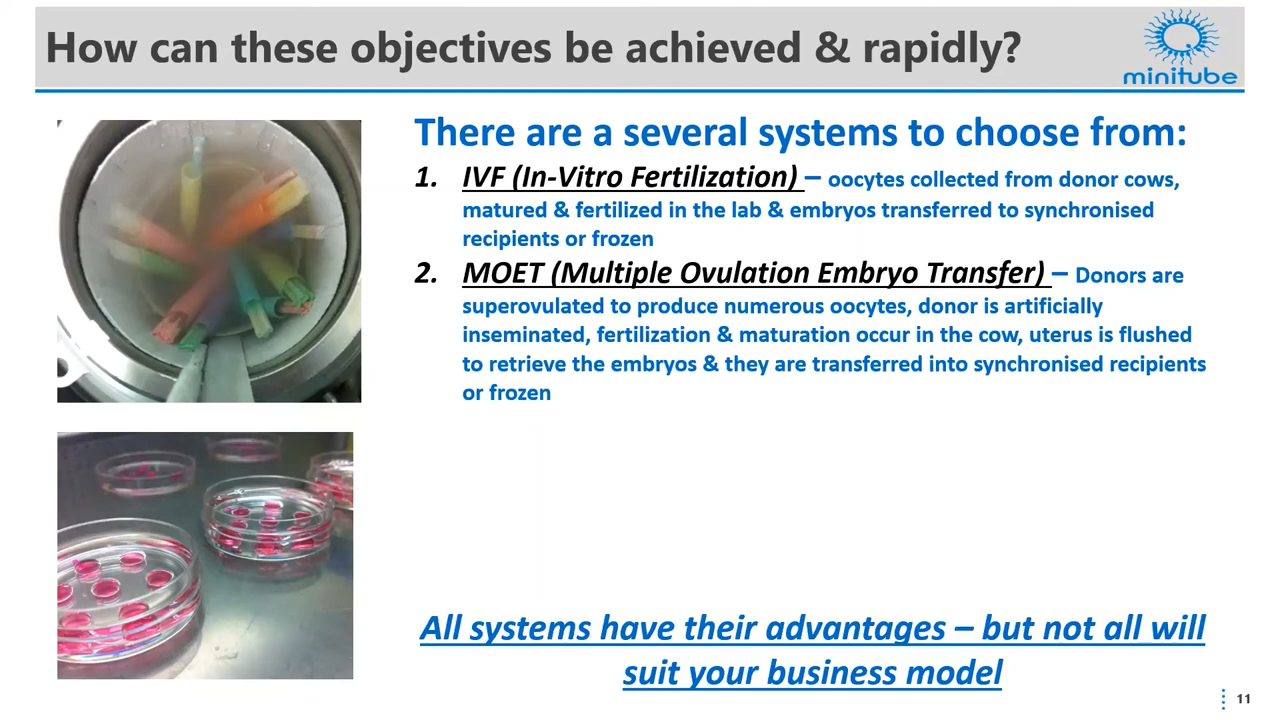 How can these objectives be achieved & rapidly?
minitube
There are a several systems to choose from:
1. IVF (In-Vitro Fertilization) – oocytes collected from donor cows,
matured & fertilized in the lab & embryos transferred to synchronised
recipients or frozen
2. MOET (Multiple Ovulation Embryo Transfer) – Donors are
superovulated to produce numerous oocytes, donor is artificially
inseminated, fertilization & maturation occur in the cow, uterus is flushed
to retrieve the embryos & they are transferred into synchronised recipients
or frozen
All systems have their advantages – but not all will
suit your business model
11